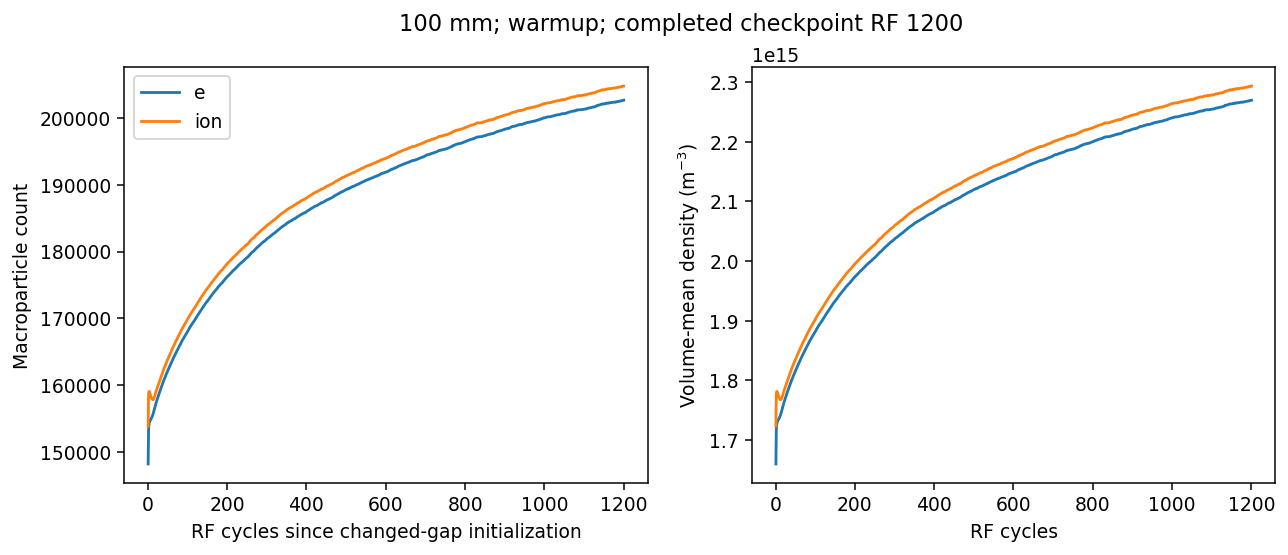 100 mm; warmup; completed checkpoint RF 1200
e
ion
Macroparticle count
200000
190000
180000
170000
160000
150000
0 200 400 600 800 1000 1200
RF cycles since changed-gap initialization
1e15
Volume-mean density (m⁻³)
2.3
2.2
2.1
2.0
1.9
1.8
1.7
0 200 400 600 800 1000 1200
RF cycles